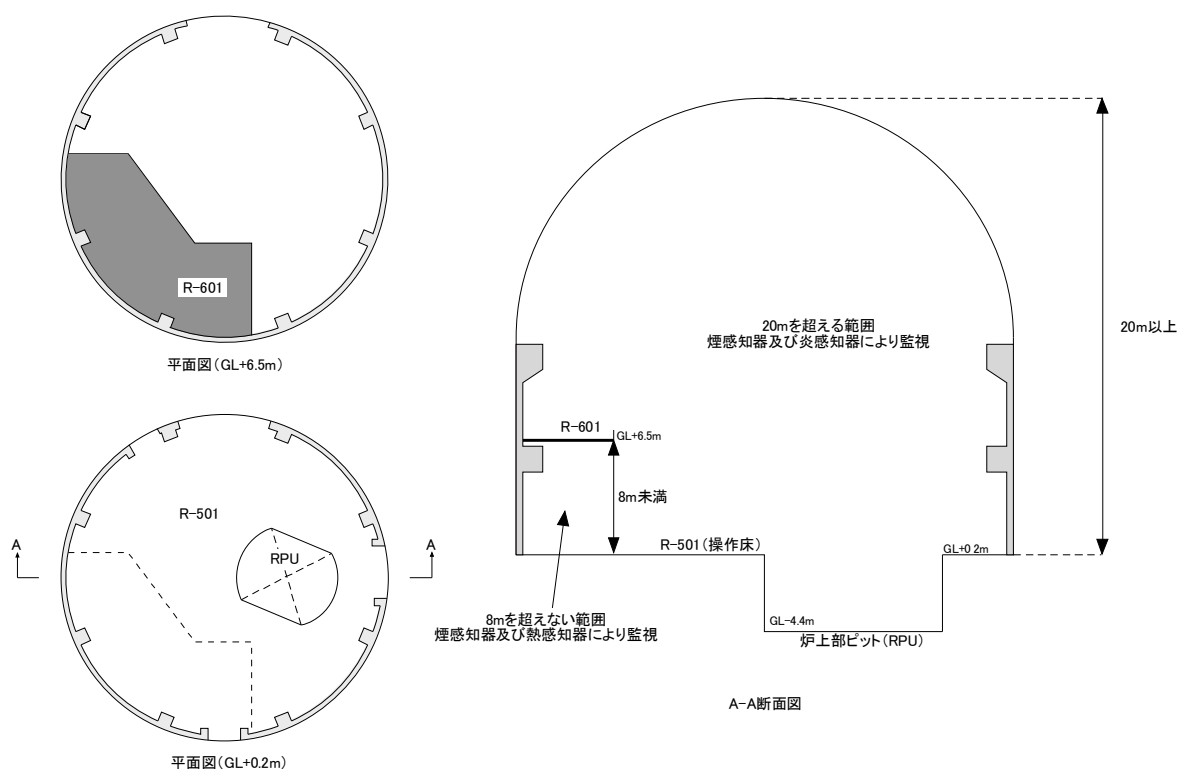 R-601
平面図(GL+6.5m)
A
A
R-501
RPU
平面図(GL+0.2m)
20mを超える範囲
煙感知器及び炎感知器により監視
20m以上
R-601
GL+6.5m
8m未満
R-501(操作床)
GL+0 2m
8mを超えない範囲
煙感知器及び熱感知器により監視
GL-4.4m
炉上部ピット(RPU)
A-A断面図